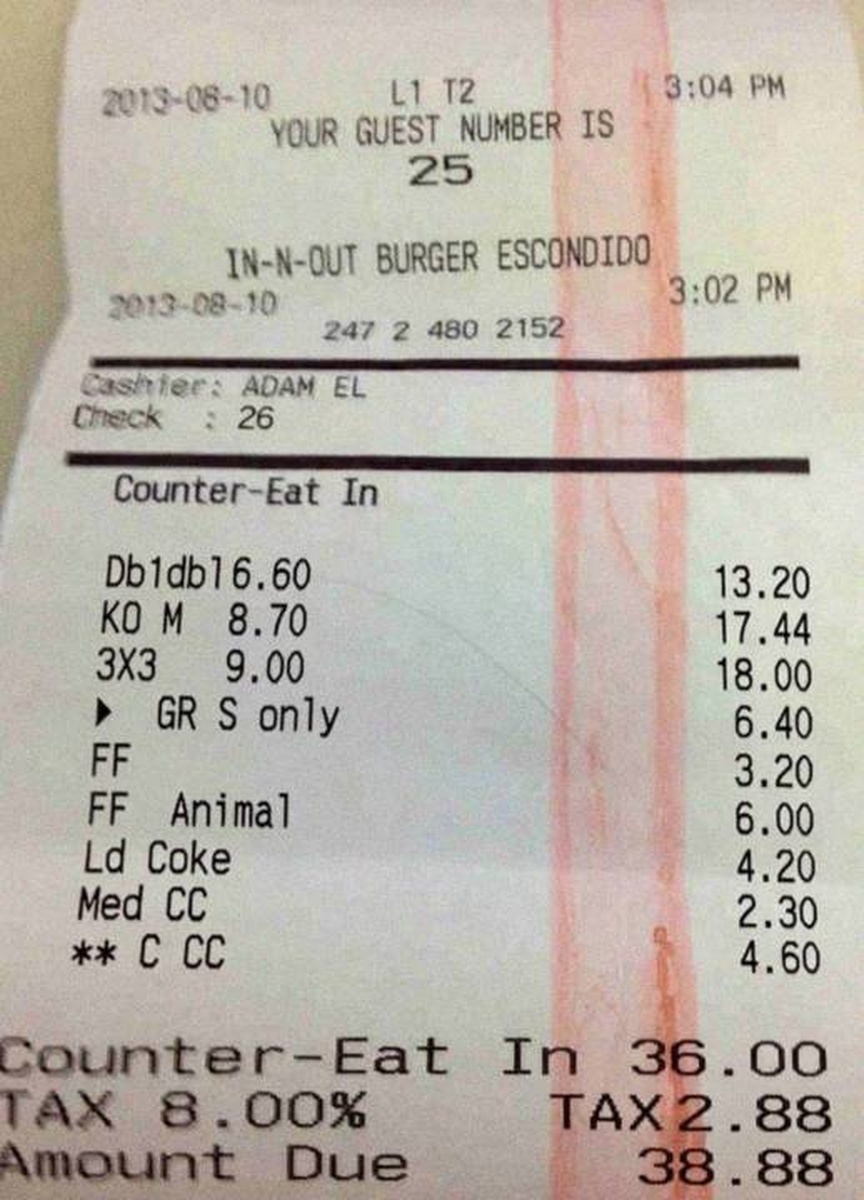 2013-08-10 L1 T2 3:04 PM
YOUR GUEST NUMBER IS
25
IN-N-OUT BURGER ESCONDIDO
2013-08-10 3:02 PM
247 2 480 2152
Cashier: ADAM EL
Check : 26
Counter-Eat In
Dbldbl6.60 13.20
KO M 8.70 17.44
3X3 9.00 18.00
▶ GR S only 6.40
FF 3.20
FF Animal 6.00
Ld Coke 4.20
Med CC 2.30
** C CC 4.60
Counter-Eat In 36.00
TAX 8.00% TAX2.88
Amount Due 38.88